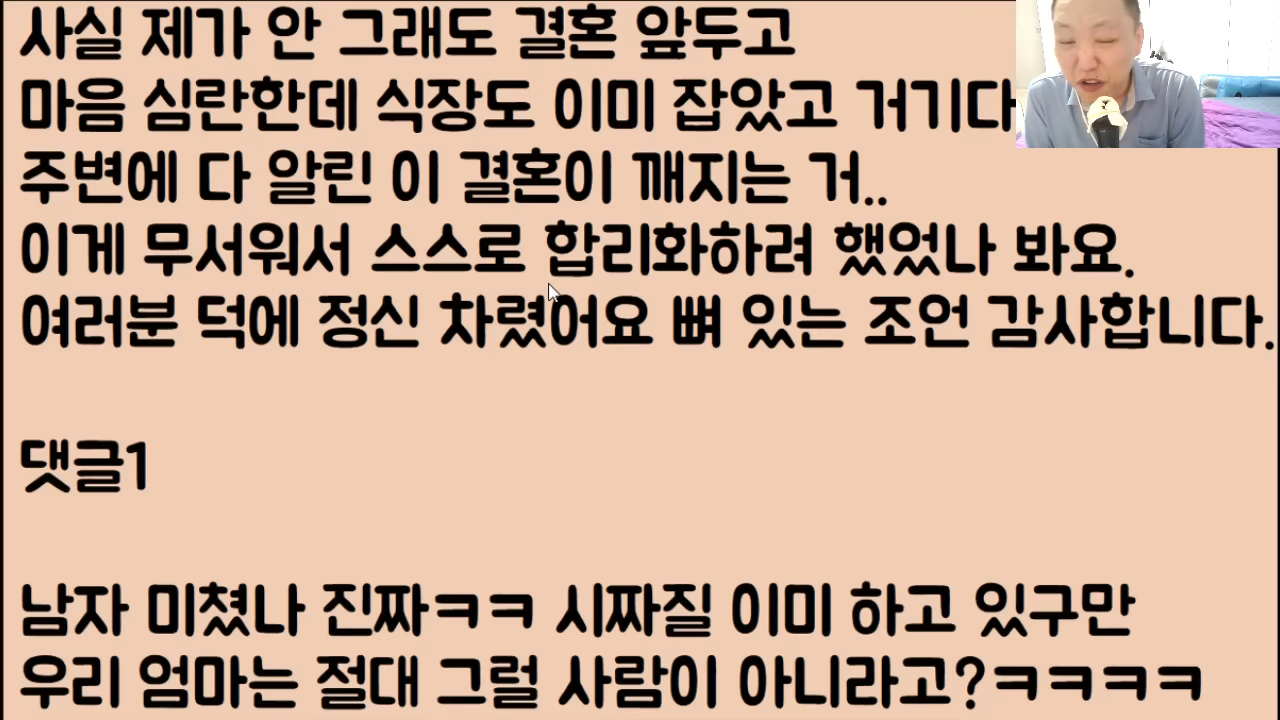 사실 제가 안 그래도 결혼 앞두고
마음 심란한데 식장도 이미 잡았고 거기다
주변에 다 알린 이 결혼이 깨지는 거..
이게 무서워서 스스로 합리화하려 했었나 봐요.
여러분 덕에 정신 차렸어요 뼈 있는 조언 감사합니다.
댓글1
남자 미쳤나 진짜ㅋㅋ 시짜질 이미 하고 있구만
우리 엄마는 절대 그럴 사람이 아니라고?ㅋㅋㅋㅋ